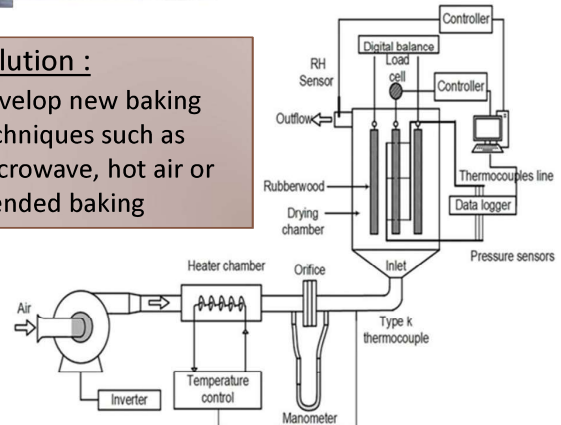 lution :
velop new baking
chniques such as
crowave, hot air or
ended baking
Controller
Digital balance
Load
cell
RH
Sensor
Controller
Outflow
Thermocouples line
Rubberwood
Data logger
Drying
chamber
Pressure sensors
Heater chamber
Orifice
Inlet
Air
Type k
thermocouple
Temperature
control
Inverter
Manometer